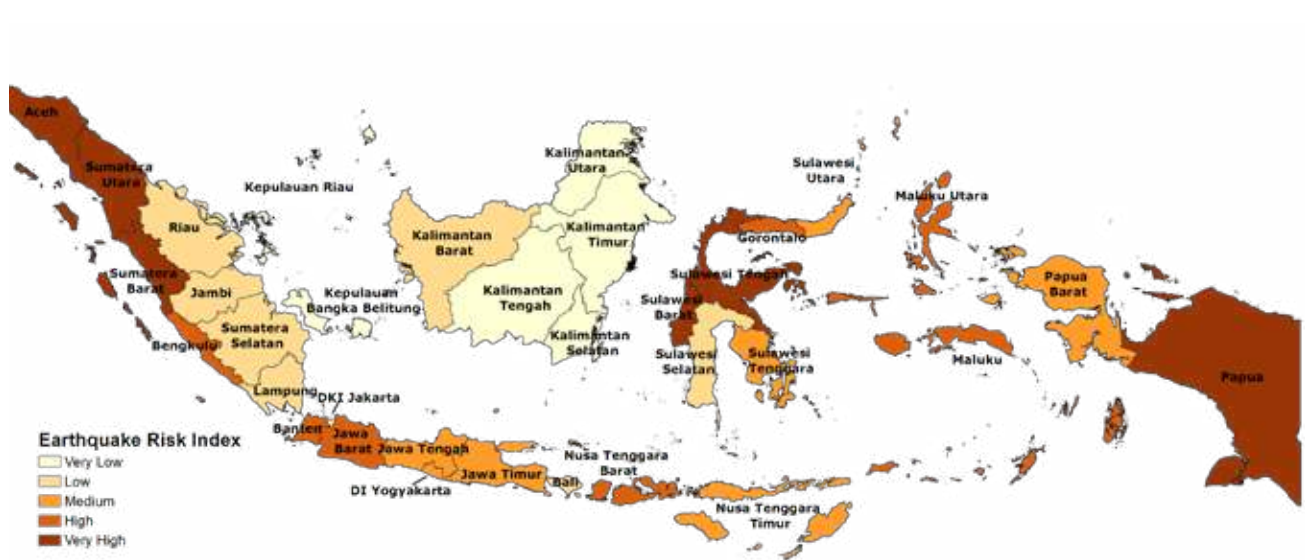 Aceh
Sumatera
Utara
Kepulauan Riau
Riau
Sumatera
Barat
Jambi
Kepulauan
Bangka Belitung
Sumatera
Selatan
Bengkulu
Lampung
DKI Jakarta
Banten
Jawa
Barat
Jawa Tengah
DI Yogyakarta
Jawa Timur
Bali
Nusa Tenggara
Barat
Nusa Tenggara
Timur
Kalimantan
Utara
Kalimantan
Barat
Kalimantan
Timur
Kalimantan
Tengah
Kalimantan
Selatan
Sulawesi
Utara
Gorontalo
Sulawesi Tengah
Sulawesi
Barat
Sulawesi
Selatan
Sulawesi
Tenggara
Maluku Utara
Maluku
Papua
Barat
Papua
Earthquake Risk Index
Very Low
Low
Medium
High
Very High